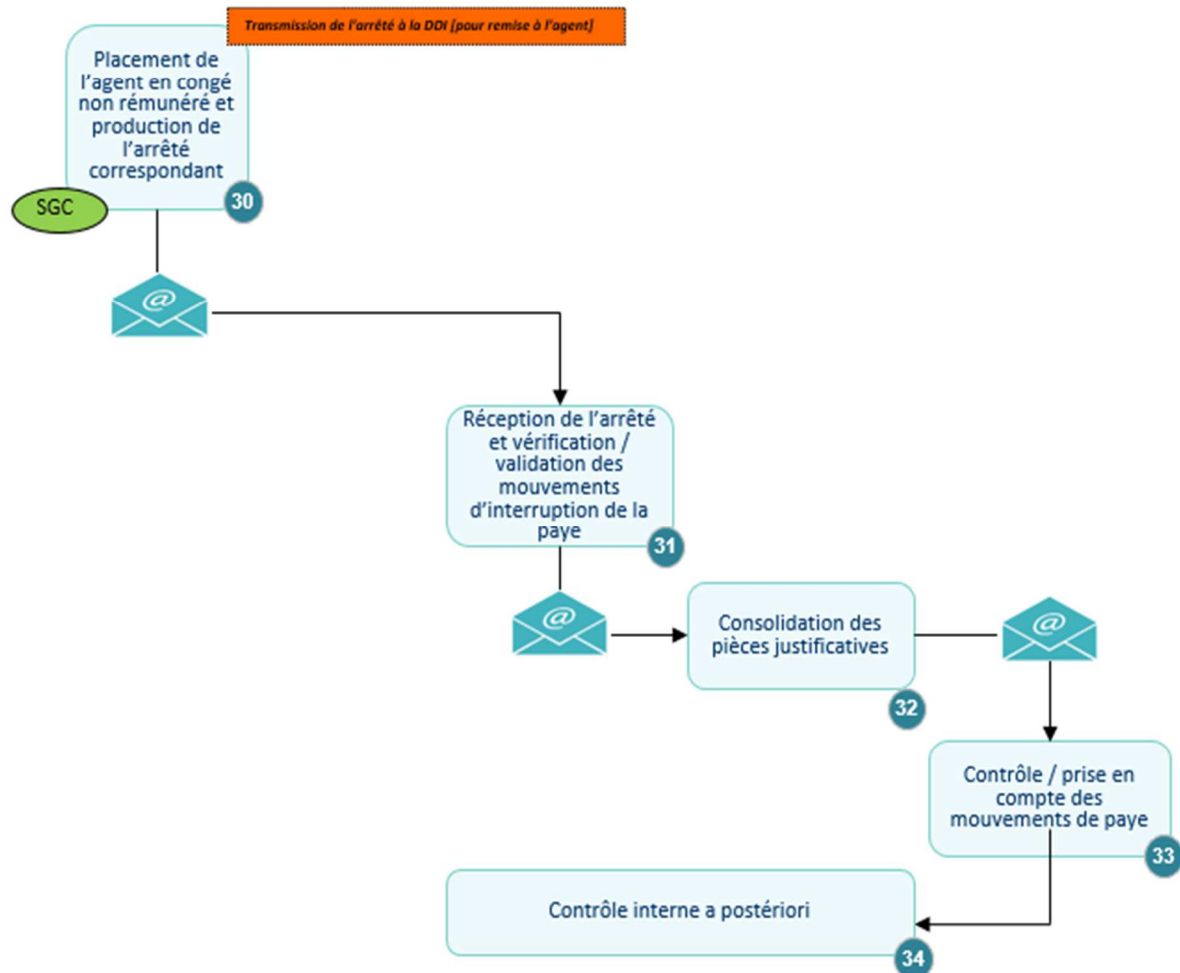 Transmission de l'arrêté à la DDI [pour remise à l'agent]
Placement de
l'agent en congé
non rémunéré et
production de
l'arrêté
correspondant
30
SGC
@
Réception de l'arrêté
et vérification /
validation des
mouvements
d'interruption de la
paye
31
@
Consolidation des
pièces justificatives
32
@
Contrôle / prise en
compte des
mouvements de paye
33
Contrôle interne a postériori
34